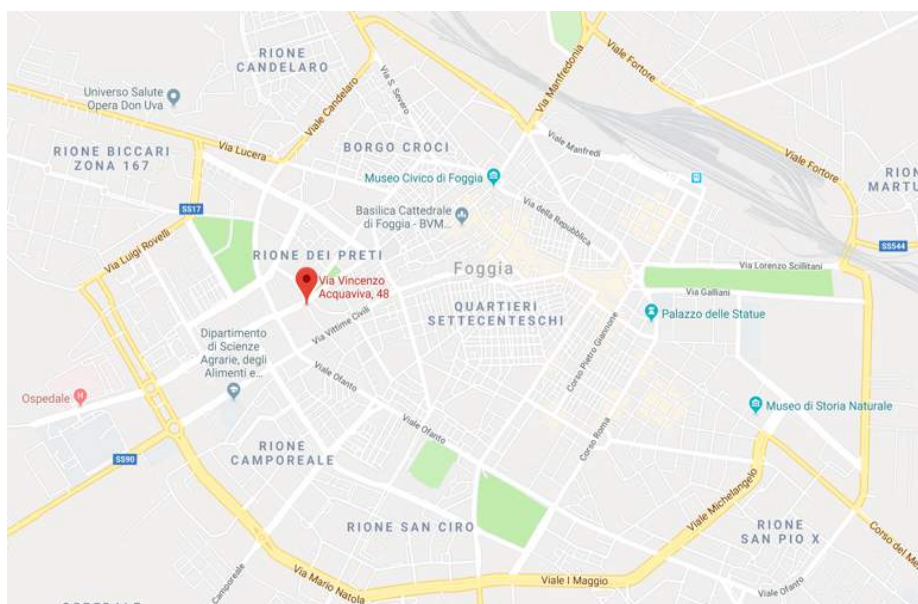 RIONE
CANDELARO
Via Manfredonia
Viale Fortore
Universo Salute
Opera Don Uva
Viale Candelaro
Via S. Severo
RIONE BICCARI
ZONA 167
Via Lucera
BORGO CROCI
Viale Manfredi
Viale Fortore
Museo Civico di Foggia
RION
MARTU
SS17
Basilica Cattedrale
di Foggia - BVM...
Via della Repubblica
Via Luigi Rovelli
RIONE DEI PRETI
SS544
Foggia
Via Lorenzo Scillitani
Via Vincenzo
Acquaviva, 48
Via Galliani
QUARTIERI
SETTECENTESCHI
Palazzo delle Statue
Via Vittime Civili
Dipartimento
di Scienze
Agrarie, degli
Alimenti e...
Corso Pietro Giannone
Viale Ofanto
Ospedale
H
Museo di Storia Naturale
Viale Ofanto
Corso Roma
RIONE
CAMPOREALE
SS90
Viale Michelangelo
RIONE SAN CIRO
RIONE
SAN PIO X
Corso del Me
Camporeale
Via Mario Natola
Viale I Maggio
Viale Ofanto
OSPEDALE